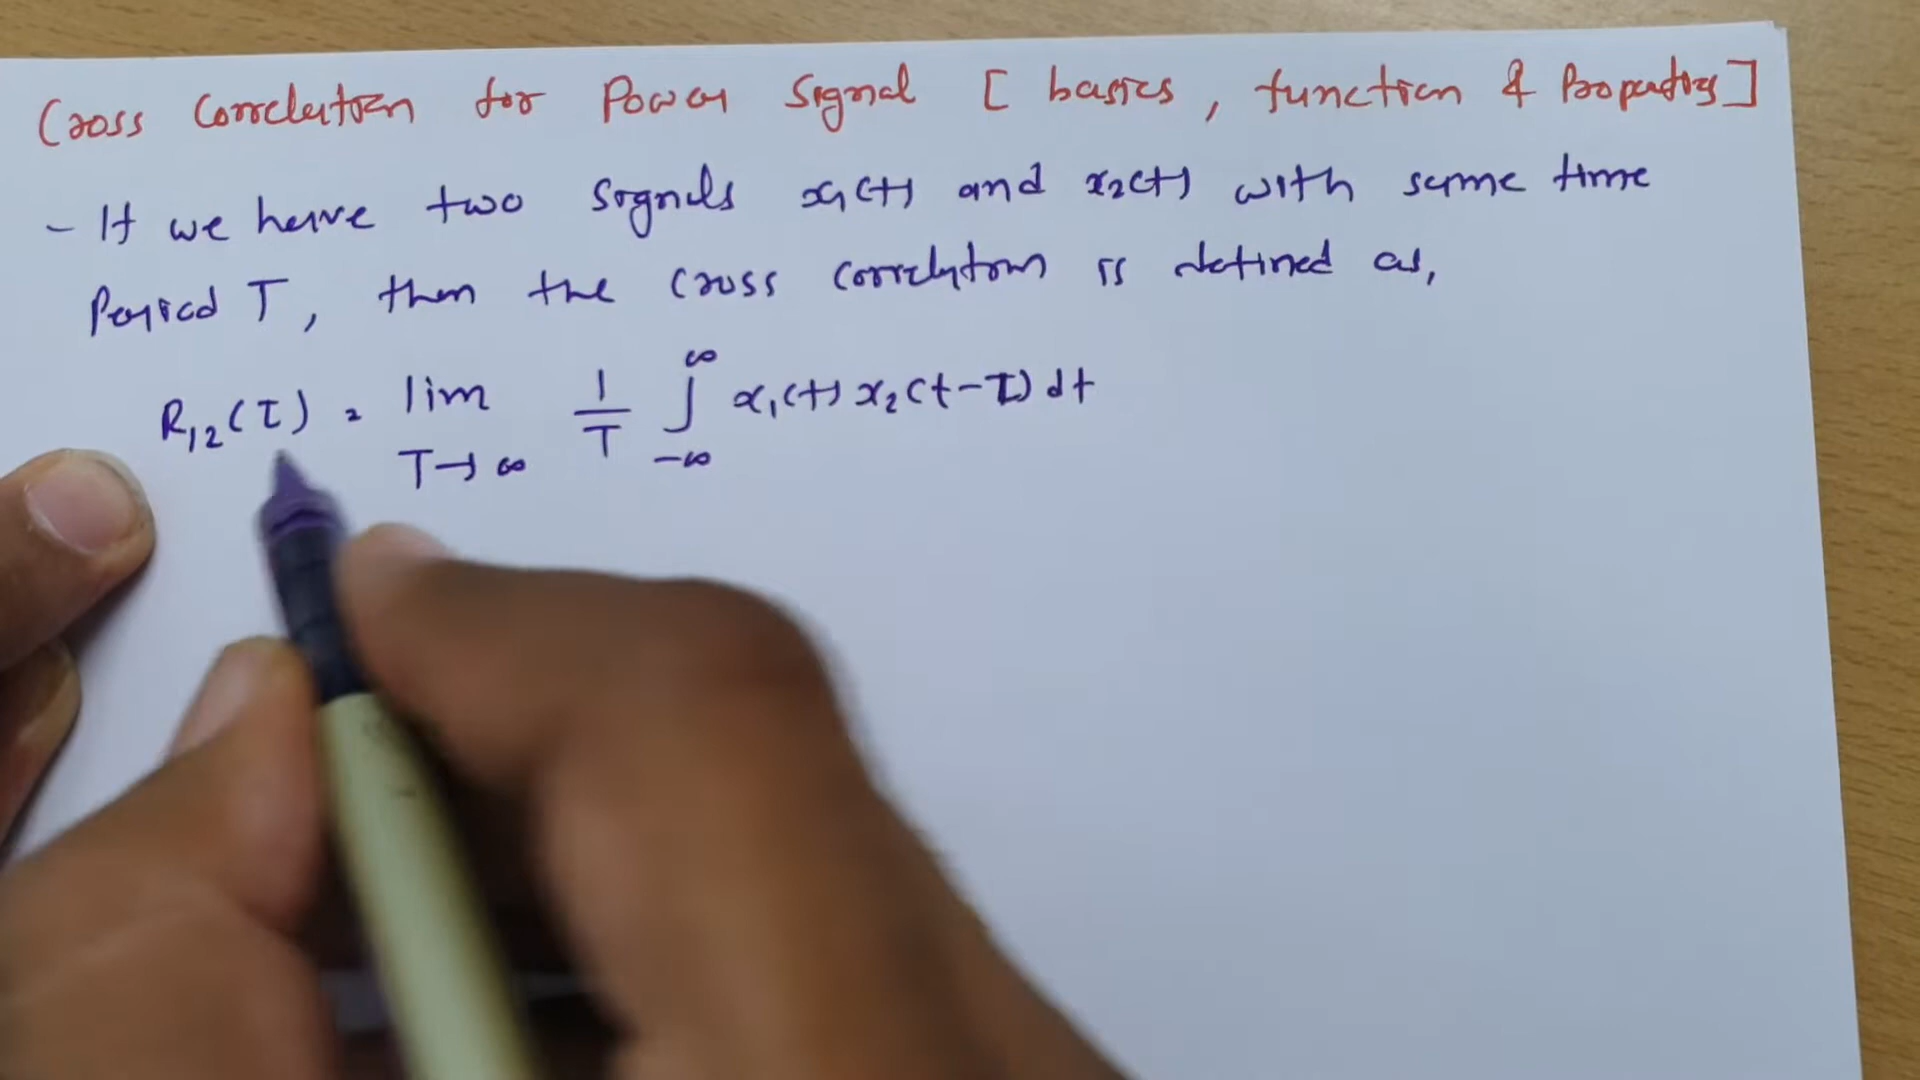 Cross Correlation for Power Signal [ basics , function & Properties ]
- If we have two signals x₁(t) and x₂(t) with same time
Period T , then the cross correlation is defined as,
R₁₂(τ) = lim T→∞ 1/T ∫_{-∞}^{∞} x₁(t) x₂(t-τ) dt